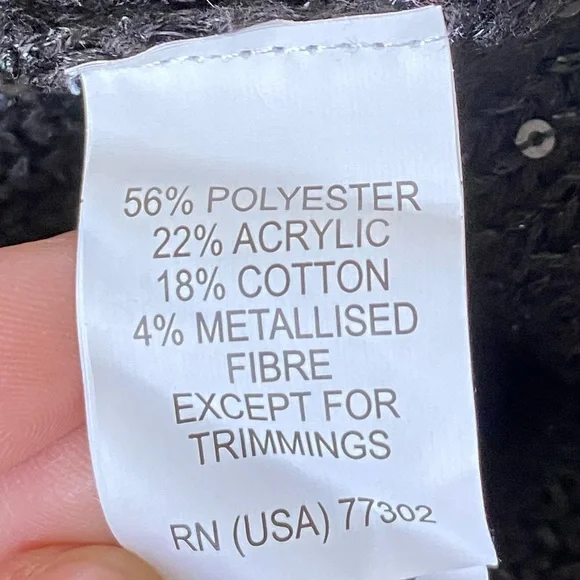 56% POLYESTER
22% ACRYLIC
18% COTTON
4% METALLISED
FIBRE
EXCEPT FOR
TRIMMINGS
RN (USA) 77302